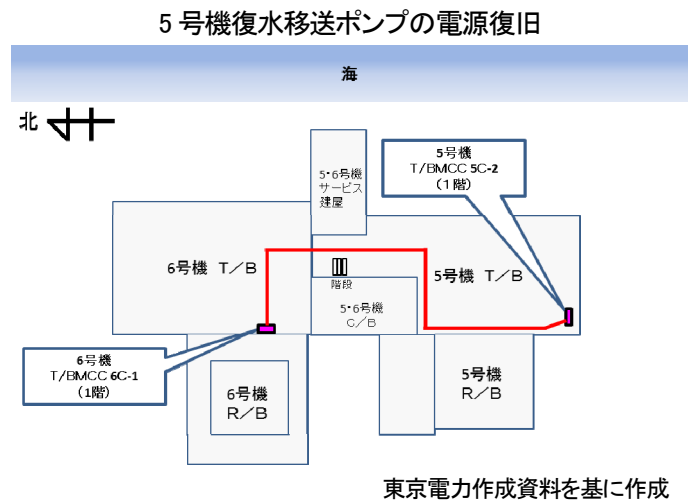 5号機復水移送ポンプの電源復旧
海
北
5号機
T/BMCC 5C-2
(1階)
5・6号機
サービス
建屋
6号機 T/B
階段
5号機 T/B
5・6号機
C/B
6号機
T/BMCC 6C-1
(1階)
6号機
R/B
5号機
R/B
東京電力作成資料を基に作成